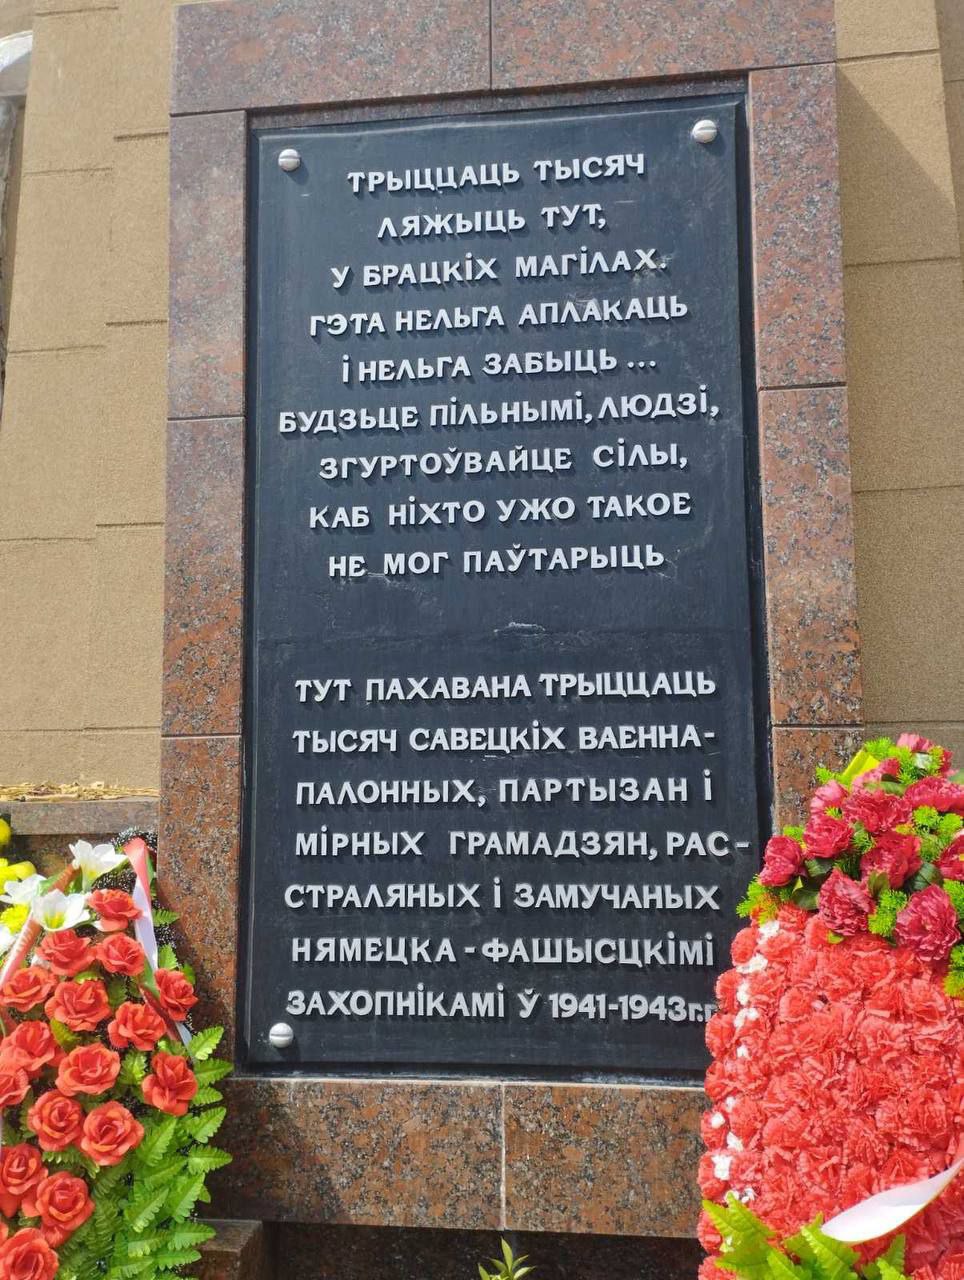 ТРЫЦЦАЦЬ ТЫСЯЧ
ЛЯЖЫЦЬ ТУТ,
У БРАЦКІХ МАГІЛАХ.
ГЭТА НЕЛЬГА АПЛАКАЦЬ
І НЕЛЬГА ЗАБЫЦЬ ...
БУДЗЬЦЕ ПІЛЬНЫМІ, ЛЮДЗІ,
ЗГУРТОЎВАЙЦЕ СІЛЫ,
КАБ НІХТО УЖО ТАКОЕ
НЕ МОГ ПАЎТАРЫЦЬ
ТУТ ПАХАВАНА ТРЫЦЦАЦЬ
ТЫСЯЧ САВЕЦКІХ ВАЕННА-
ПАЛОННЫХ, ПАРТЫЗАН І
МІРНЫХ ГРАМАДЗЯН, РАС-
СТРАЛЯНЫХ І ЗАМУЧАНЫХ
НЯМЕЦКА-ФАШЫСЦКІМІ
ЗАХОПНІКАМІ Ў 1941-1943г.г.